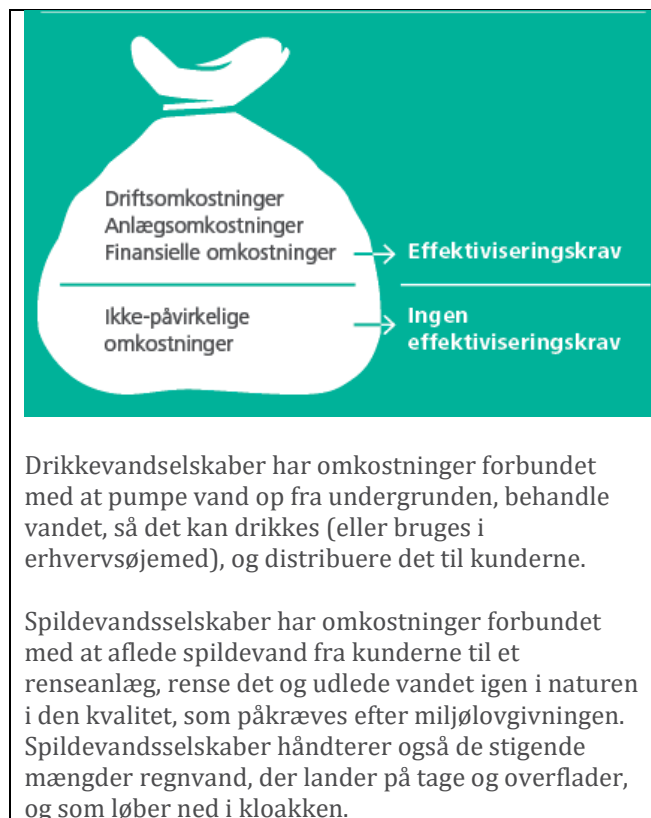 Driftsomkostninger
Anlægsomkostninger
Finansielle omkostninger
Effektiviseringskrav
Ikke-påvirkelige
omkostninger
Ingen
effektiviseringskrav
Drikkevandselskaber har omkostninger forbundet
med at pumpe vand op fra undergrunden, behandle
vandet, så det kan drikkes (eller bruges i
erhvervsøjemed), og distribuere det til kunderne.
Spildevandsselskaber har omkostninger forbundet
med at aflede spildevand fra kunderne til et
renseanlæg, rense det og udlede vandet igen i naturen
i den kvalitet, som påkræves efter miljølovgivningen.
Spildevandsselskaber håndterer også de stigende
mængder regnvand, der lander på tage og overflader,
og som løber ned i kloakken.